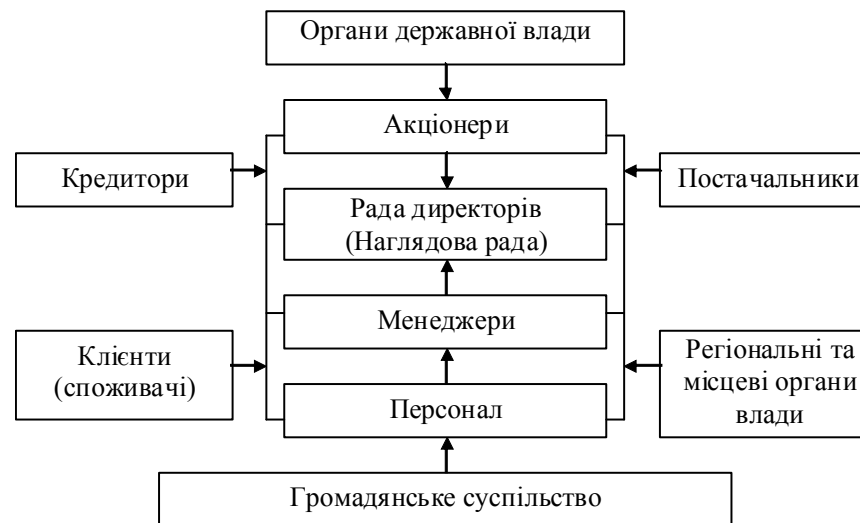 Органи державної влади
Акціонери
Кредитори
Постачальники
Рада директорів
(Наглядова рада)
Менеджери
Клієнти
(споживачі)
Регіональні та
місцеві органи
влади
Персонал
Громадянське суспільство